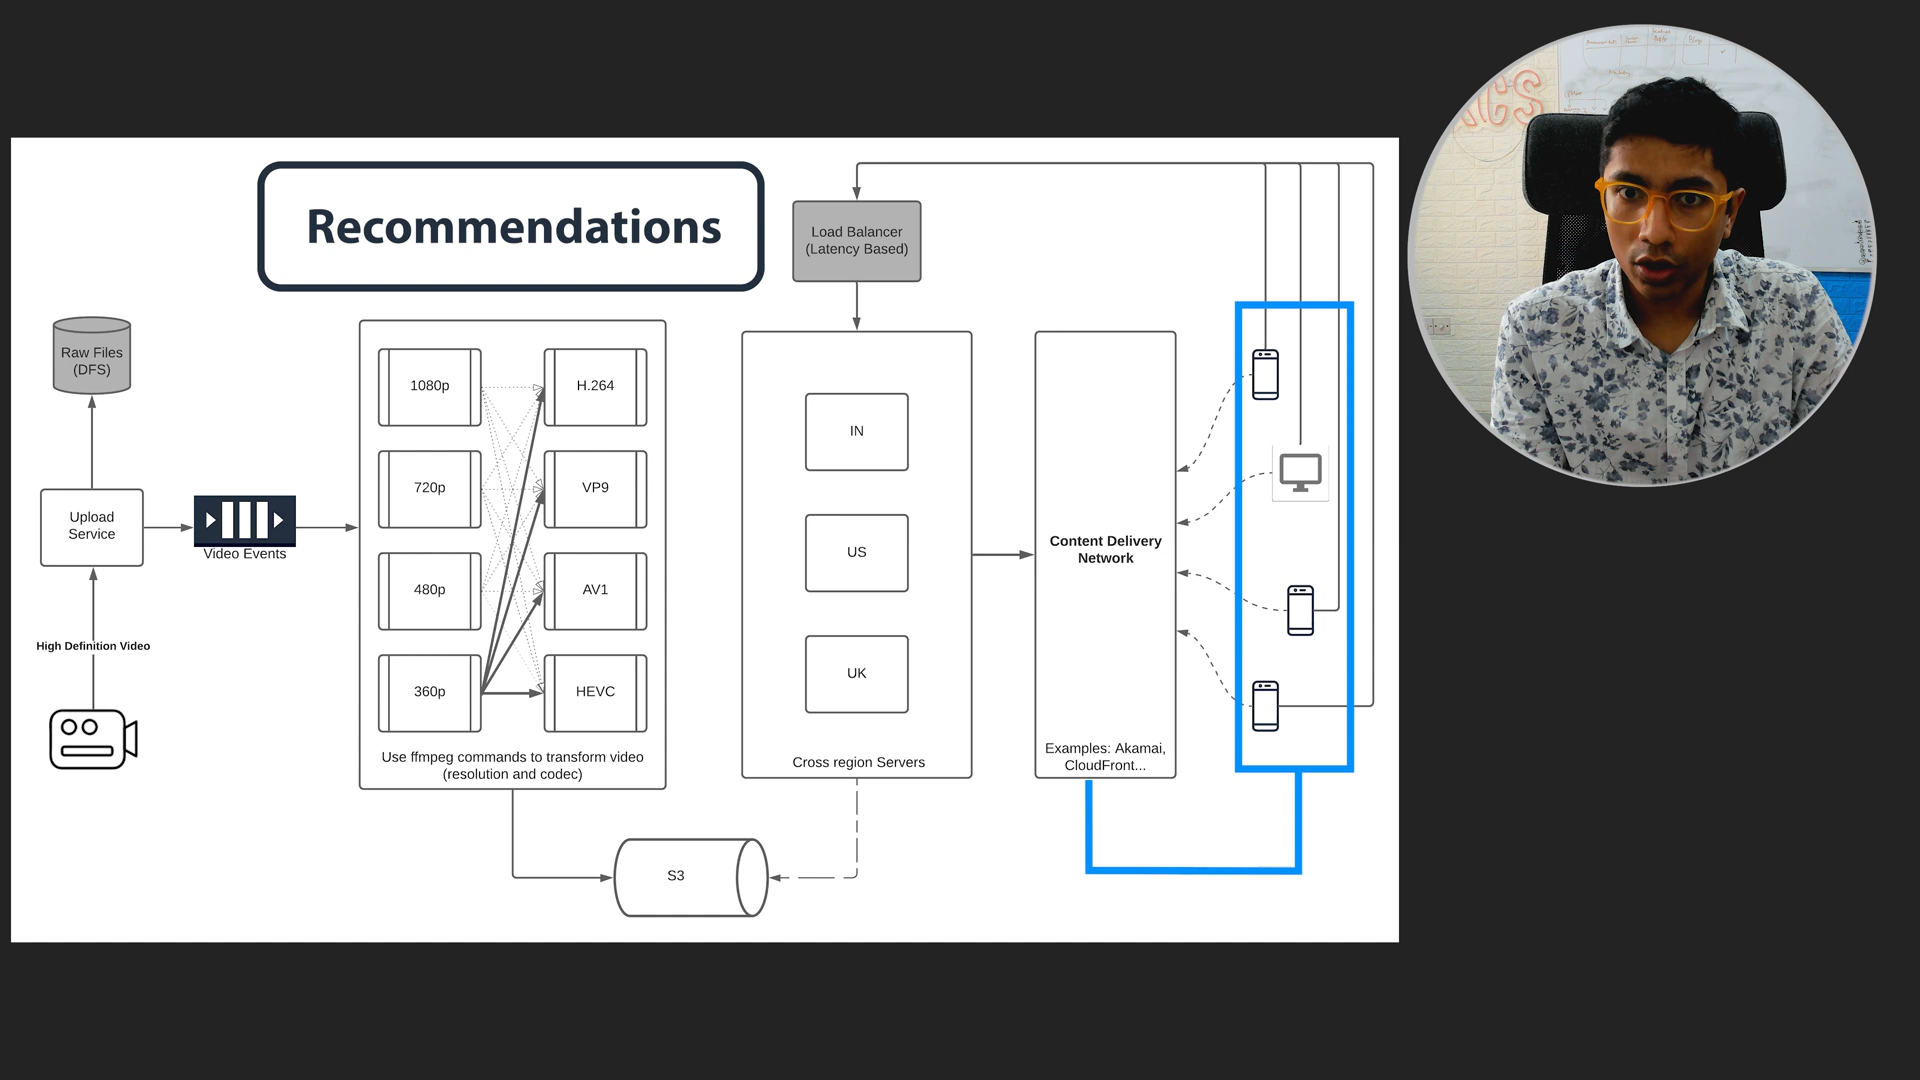 Recommendations
Load Balancer
(Latency Based)
Raw Files
(DFS)
Upload
Service
Video Events
High Definition Video
1080p
720p
480p
360p
H.264
VP9
AV1
HEVC
Use ffmpeg commands to transform video
(resolution and codec)
S3
IN
US
UK
Cross region Servers
Content Delivery
Network
Examples: Akamai,
CloudFront...